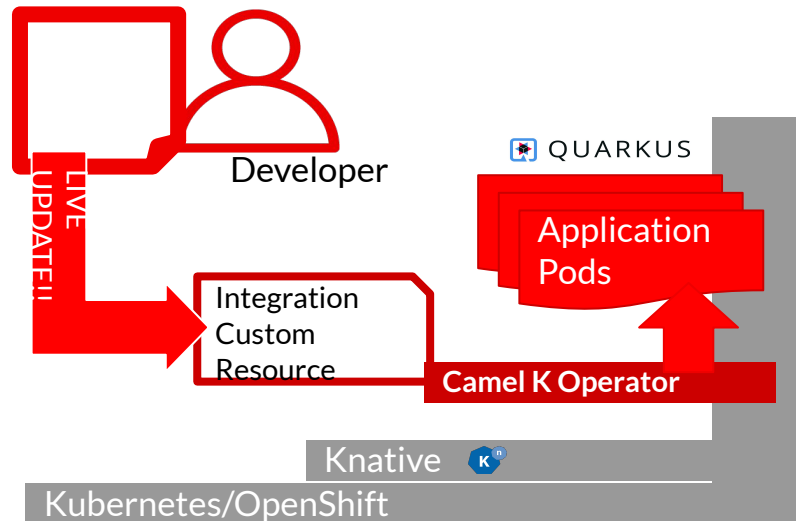 Developer
LIVE
UPDATE!!
QUARKUS
Application
Pods
Integration
Custom
Resource
Camel K Operator
Knative
K
n
Kubernetes/OpenShift